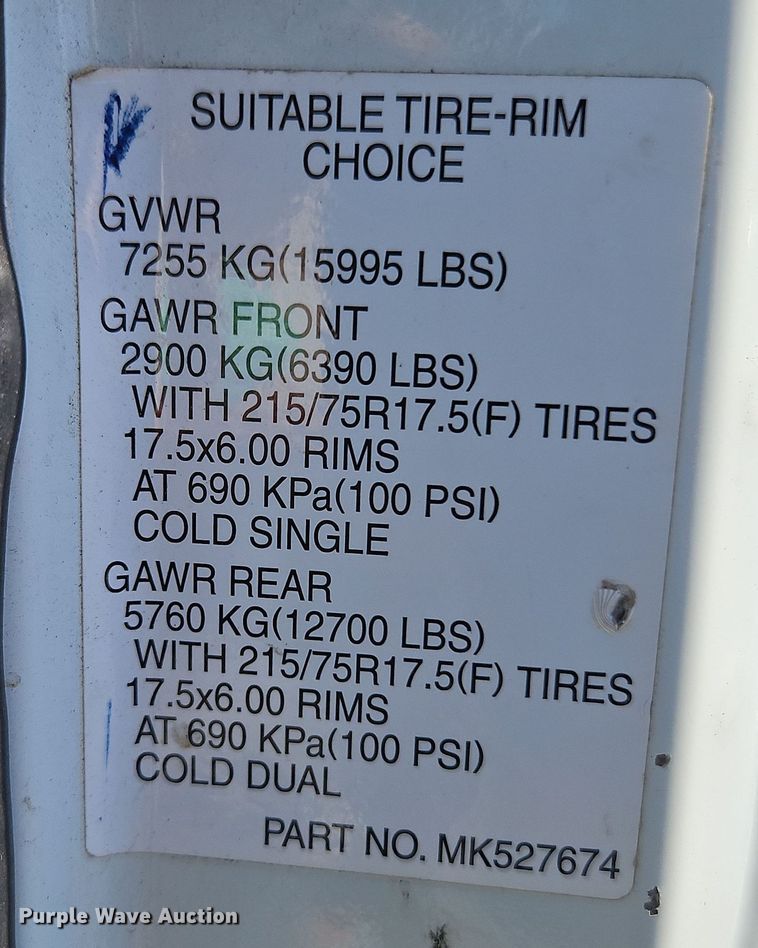 SUITABLE TIRE-RIM
CHOICE
GVWR
7255 KG(15995 LBS)
GAWR FRONT
2900 KG(6390 LBS)
WITH 215/75R17.5(F) TIRES
17.5x6.00 RIMS
AT 690 KPa(100 PSI)
COLD SINGLE
GAWR REAR
5760 KG(12700 LBS)
WITH 215/75R17.5(F) TIRES
17.5x6.00 RIMS
AT 690 KPa(100 PSI)
COLD DUAL
PART NO. MK527674
Purple Wave Auction